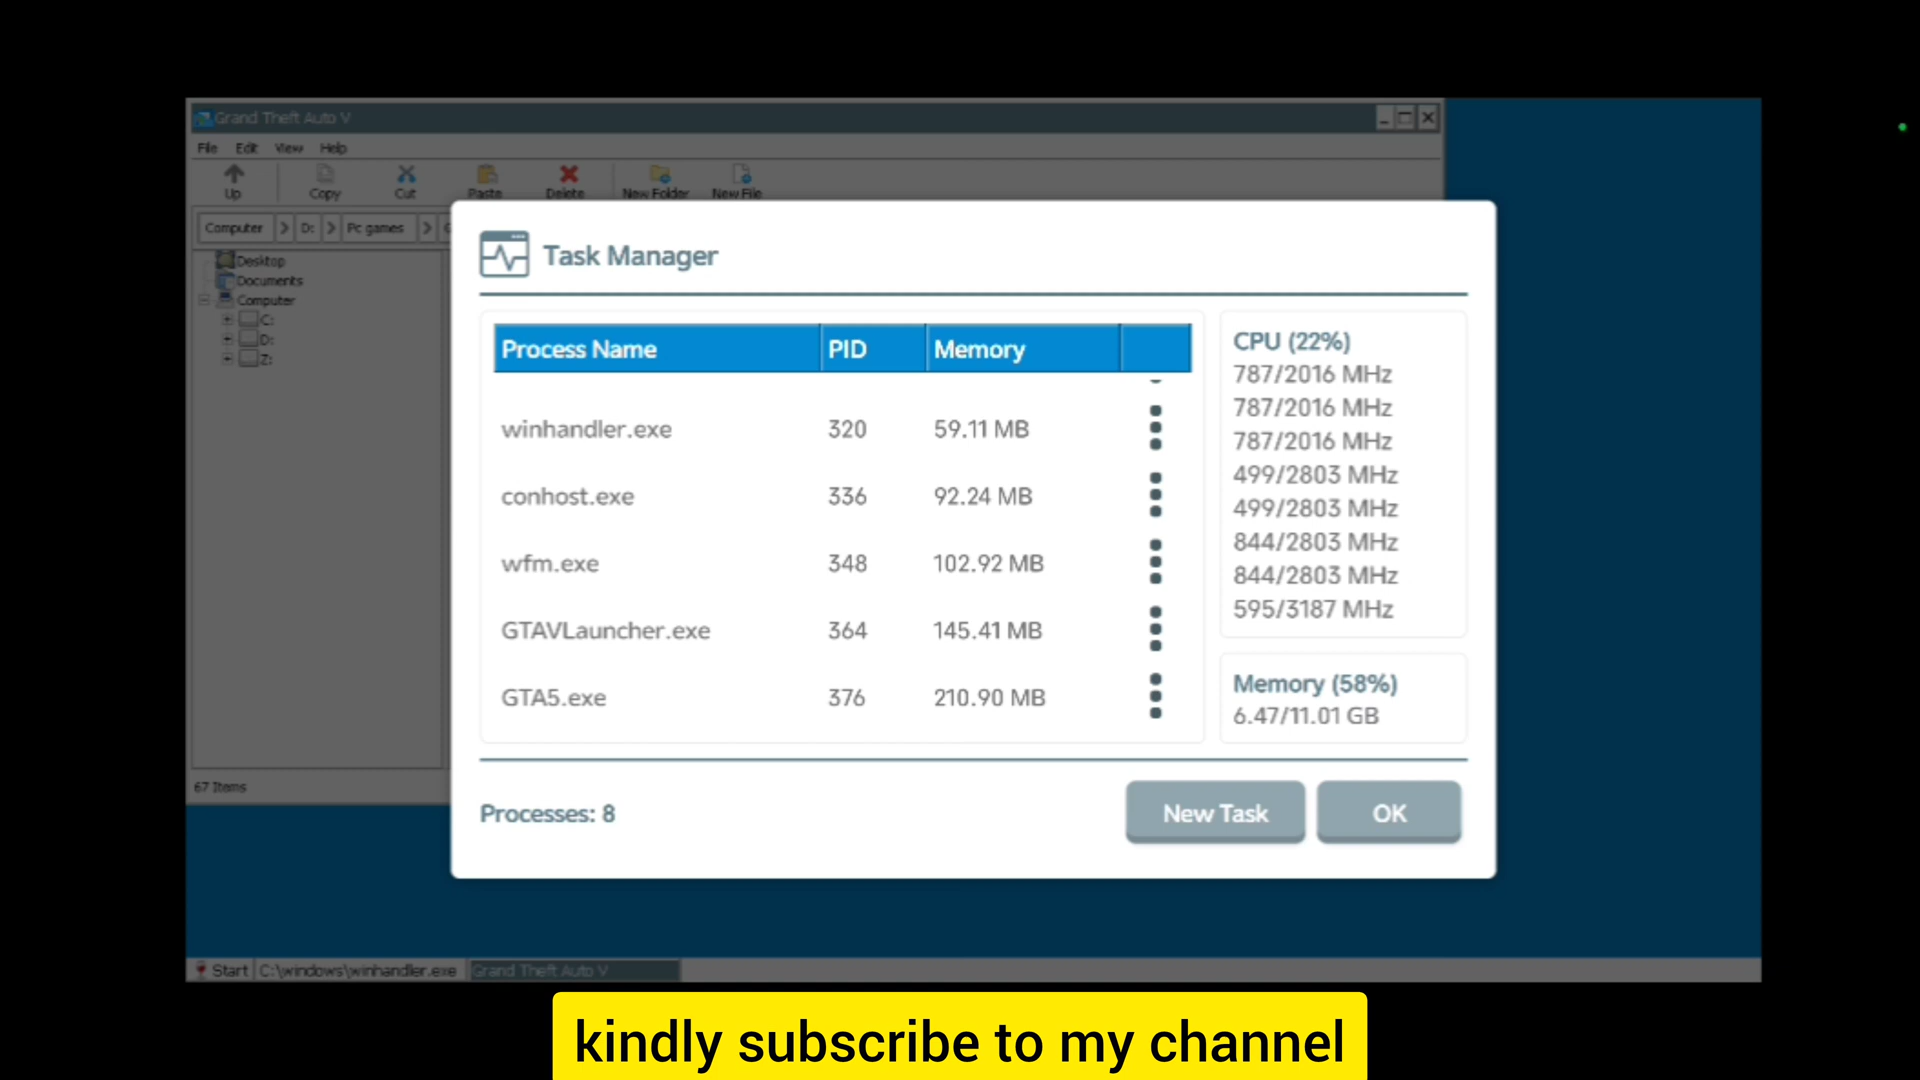 Grand Theft Auto V
File Edit View Help
Up Copy Cut Paste Delete New Folder New File
Computer D: Pc games
Desktop
Documents
Computer
C:
D:
Z:
67 Items
Task Manager
Process Name PID Memory
winhandler.exe 320 59.11 MB
conhost.exe 336 92.24 MB
wfm.exe 348 102.92 MB
GTAVLauncher.exe 364 145.41 MB
GTA5.exe 376 210.90 MB
CPU (22%)
787/2016 MHz
787/2016 MHz
787/2016 MHz
499/2803 MHz
499/2803 MHz
844/2803 MHz
844/2803 MHz
595/3187 MHz
Memory (58%)
6.47/11.01 GB
Processes: 8
New Task OK
Start C:\windows\winhandler.exe Grand Theft Auto V
kindly subscribe to my channel